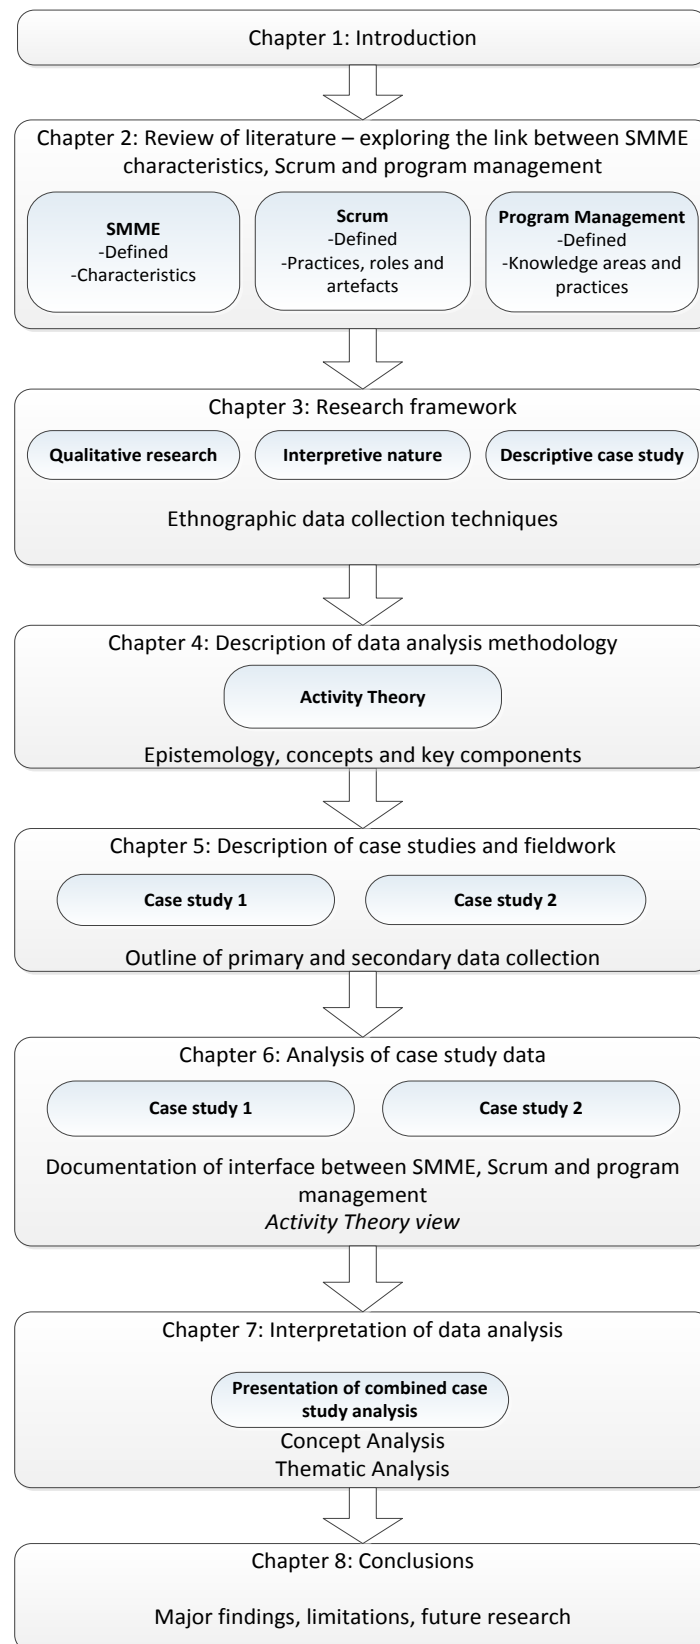 Chapter 1: Introduction
Chapter 2: Review of literature – exploring the link between SMME
characteristics, Scrum and program management
SMME
-Defined
-Characteristics
Scrum
-Defined
-Practices, roles and
artefacts
Program Management
-Defined
-Knowledge areas and
practices
Chapter 3: Research framework
Qualitative research
Interpretive nature
Descriptive case study
Ethnographic data collection techniques
Chapter 4: Description of data analysis methodology
Activity Theory
Epistemology, concepts and key components
Chapter 5: Description of case studies and fieldwork
Case study 1
Case study 2
Outline of primary and secondary data collection
Chapter 6: Analysis of case study data
Case study 1
Case study 2
Documentation of interface between SMME, Scrum and program
management
Activity Theory view
Chapter 7: Interpretation of data analysis
Presentation of combined case
study analysis
Concept Analysis
Thematic Analysis
Chapter 8: Conclusions
Major findings, limitations, future research